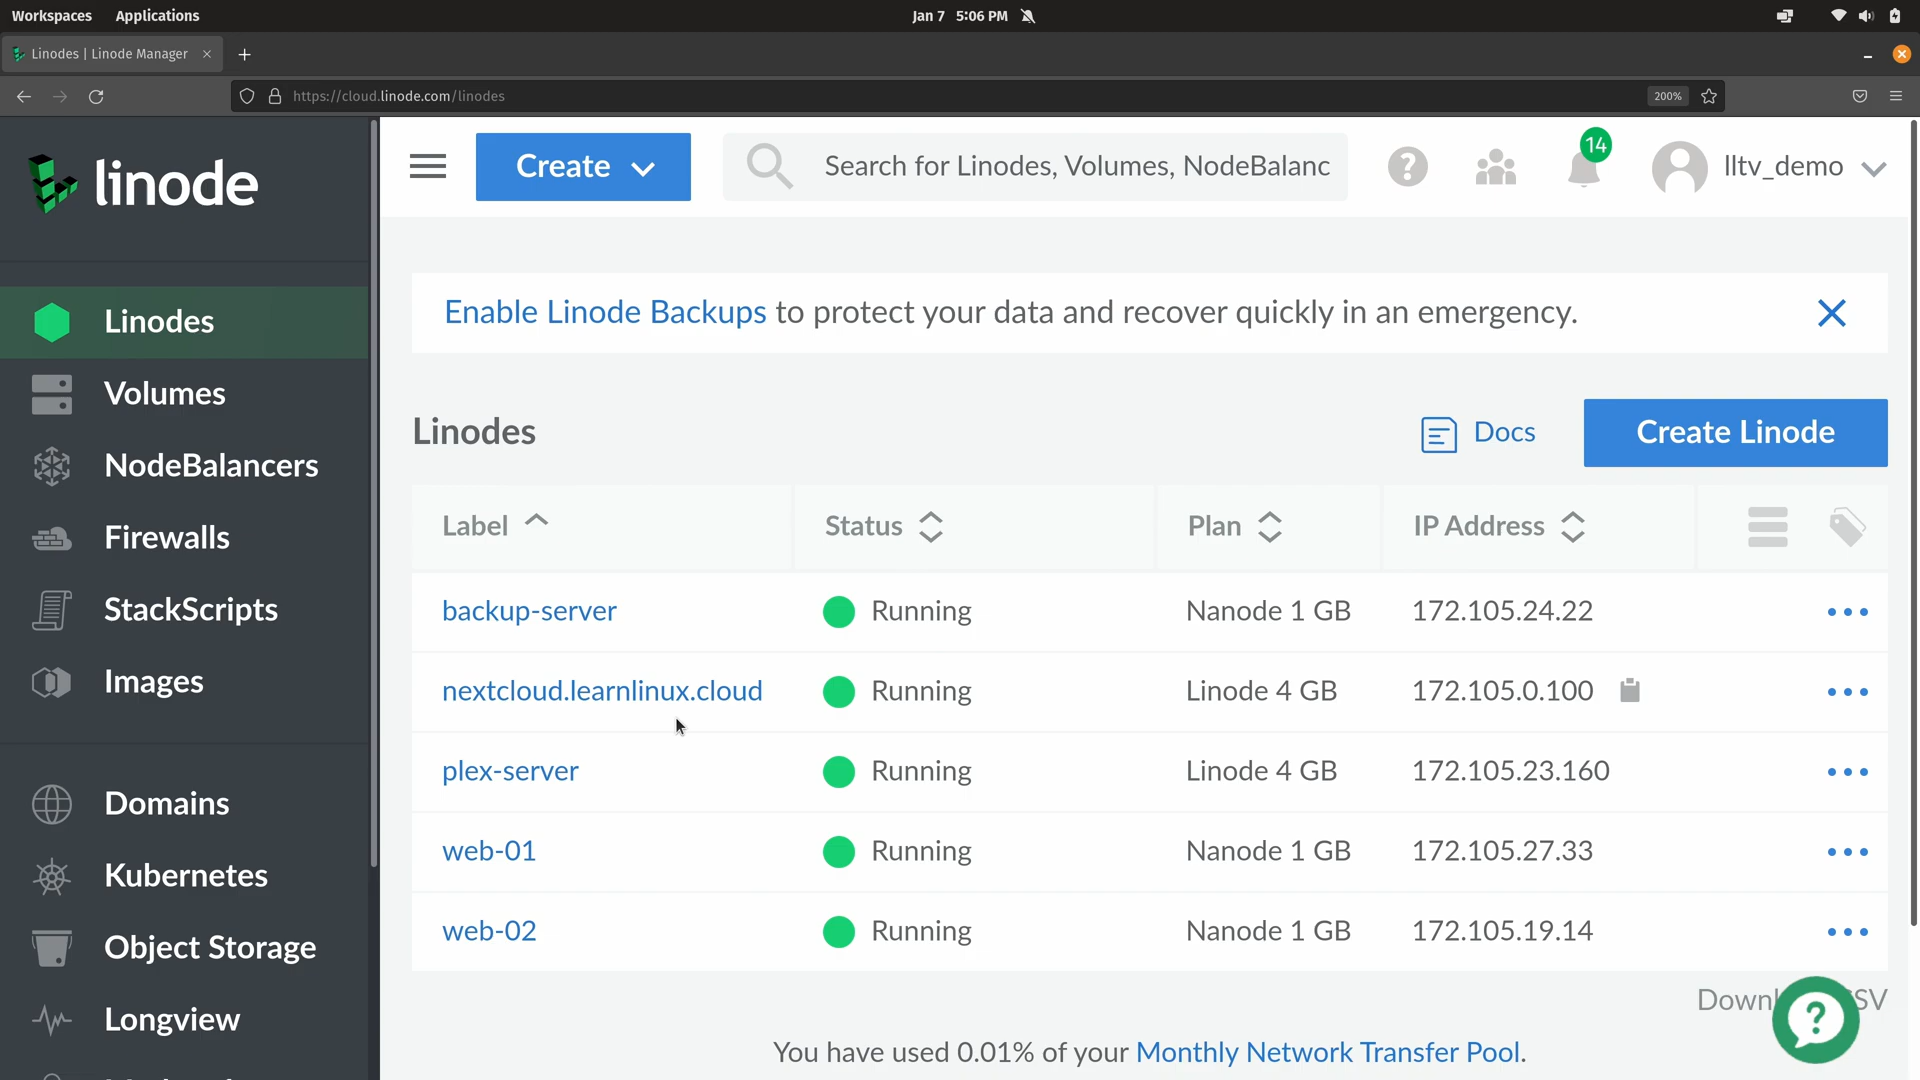 Workspaces Applications Jan 7 5:06 PM
Linodes | Linode Manager
https://cloud.linode.com/linodes 200%
linode
Create Search for Linodes, Volumes, NodeBalanc 14 lltv_demo
Enable Linode Backups to protect your data and recover quickly in an emergency.
Linodes
Volumes
NodeBalancers
Firewalls
StackScripts
Images
Domains
Kubernetes
Object Storage
Longview
Linodes Docs Create Linode
Label Status Plan IP Address
backup-server Running Nanode 1 GB 172.105.24.22
nextcloud.learnlinux.cloud Running Linode 4 GB 172.105.0.100
plex-server Running Linode 4 GB 172.105.23.160
web-01 Running Nanode 1 GB 172.105.27.33
web-02 Running Nanode 1 GB 172.105.19.14
You have used 0.01% of your Monthly Network Transfer Pool.